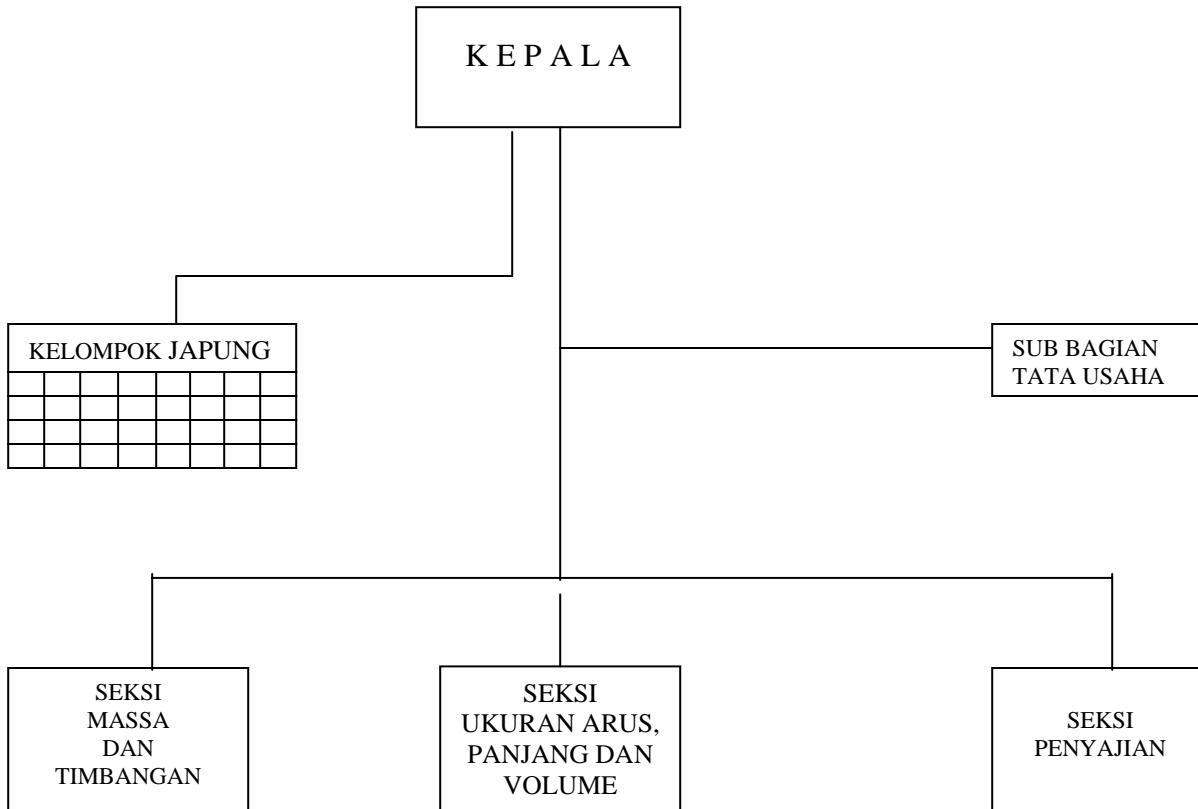 K E P A L A
KELOMPOK JAPUNG
SUB BAGIAN
TATA USAHA
SEKSI
MASSA
DAN
TIMBANGAN
SEKSI
UKURAN ARUS,
PANJANG DAN
VOLUME
SEKSI
PENYAJIAN